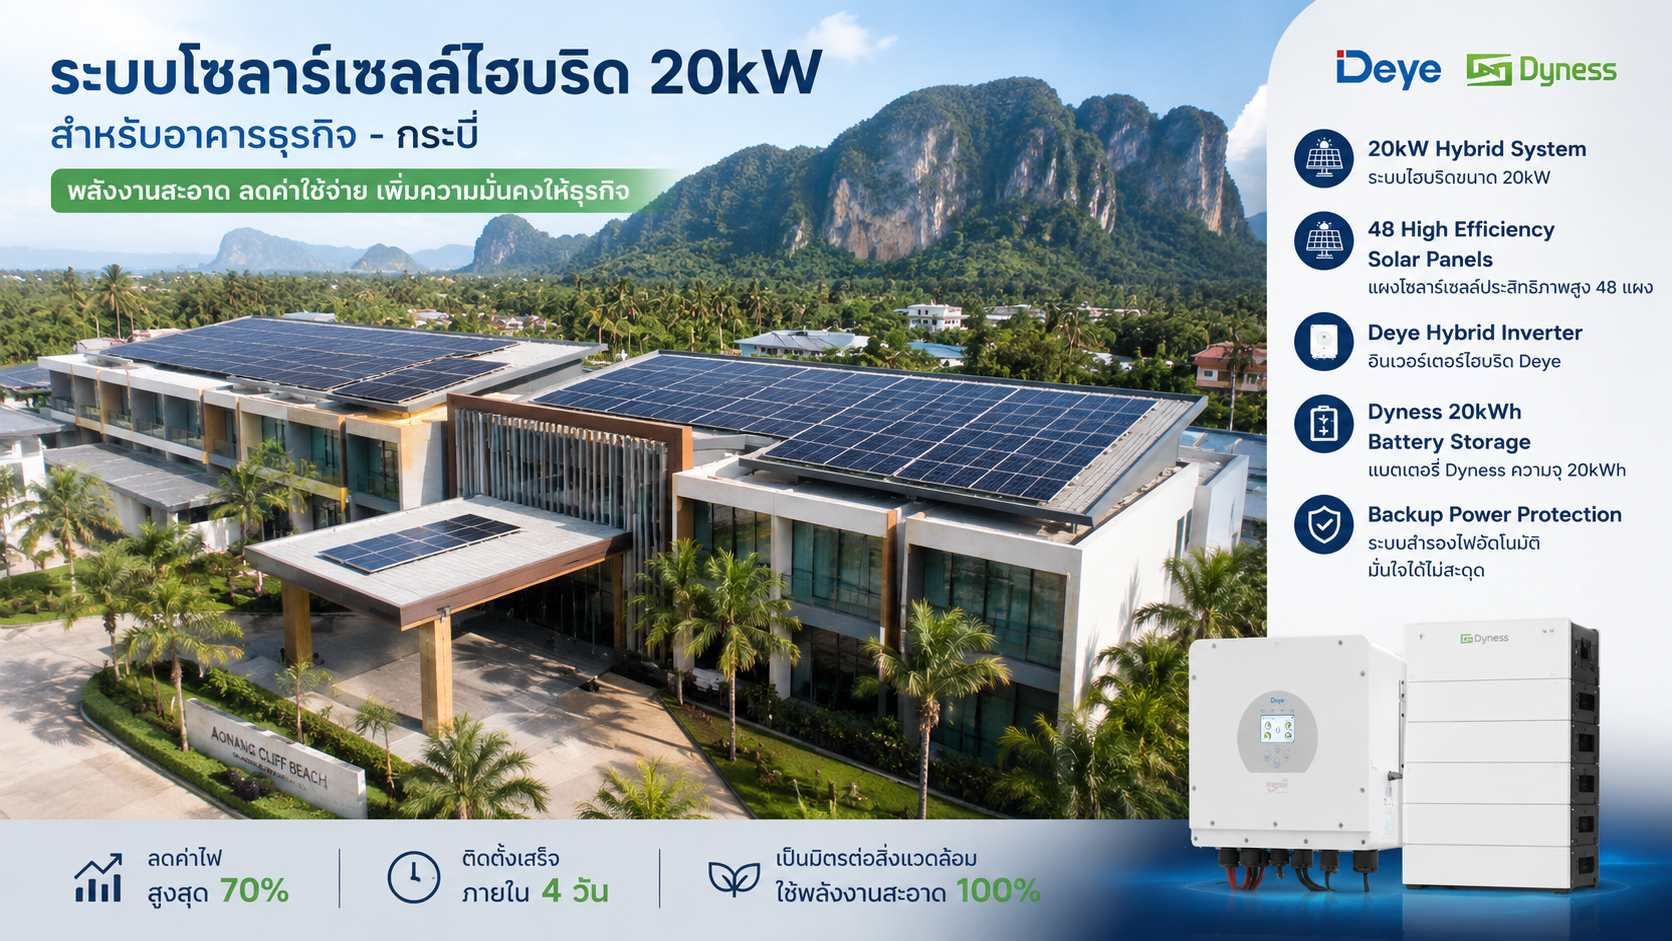 ระบบโซลาร์เซลล์ไฮบริด 20kW
สำหรับอาคารธุรกิจ - กระบี่
พลังงานสะอาด ลดค่าใช้จ่าย เพิ่มความมั่นคงให้ธุรกิจ
Deye Dyness
20kW Hybrid System
ระบบไฮบริดขนาด 20kW
48 High Efficiency
Solar Panels
แผงโซลาร์เซลล์ประสิทธิภาพสูง 48 แผง
Deye Hybrid Inverter
อินเวอร์เตอร์ไฮบริด Deye
Dyness 20kWh
Battery Storage
แบตเตอรี่ Dyness ความจุ 20kWh
Backup Power Protection
ระบบสำรองไฟอัตโนมัติ
มั่นใจได้ไม่สะดุด
Dyness
Deye
AONANG CLIFF BEACH
ลดค่าไฟ
สูงสุด 70%
ติดตั้งเสร็จ
ภายใน 4 วัน
เป็นมิตรต่อสิ่งแวดล้อม
ใช้พลังงานสะอาด 100%